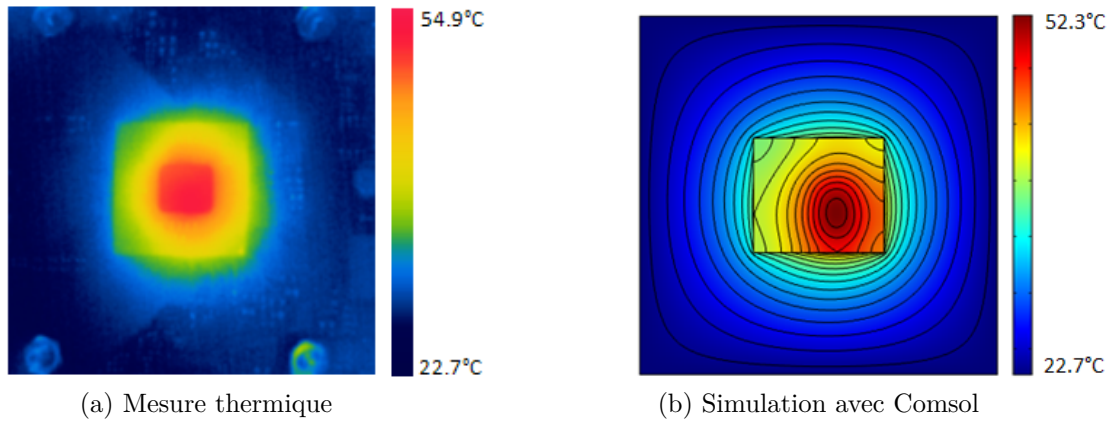 54.9°C
22.7°C
(a) Mesure thermique
52.3°C
22.7°C
(b) Simulation avec Comsol